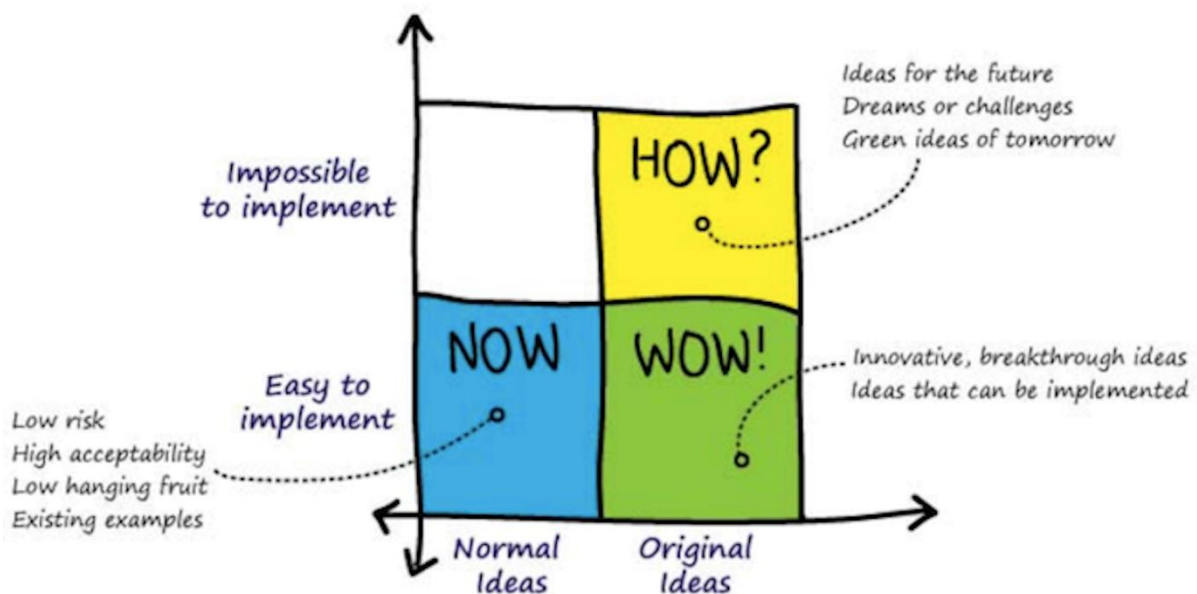 Ideas for the future
Dreams or challenges
Green ideas of tomorrow
HOW?
Impossible
to implement
NOW
WOW!
Innovative, breakthrough ideas
Ideas that can be implemented
Easy to
implement
Low risk
High acceptability
Low hanging fruit
Existing examples
Normal
Ideas
Original
Ideas